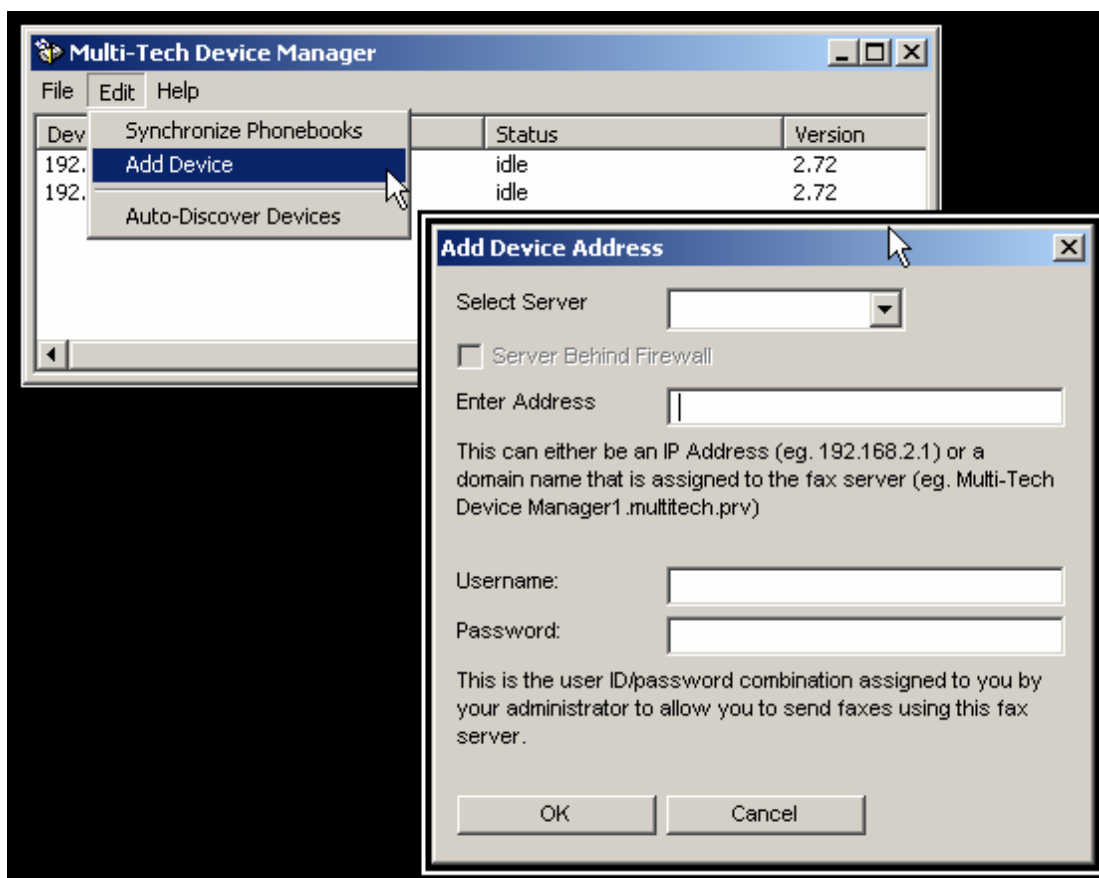 Multi-Tech Device Manager
File Edit Help
Dev Status Version
Synchronize Phonebooks
192. idle 2.72
Add Device
192. idle 2.72
Auto-Discover Devices
Add Device Address
Select Server
Server Behind Firewall
Enter Address
This can either be an IP Address (eg. 192.168.2.1) or a
domain name that is assigned to the fax server (eg. Multi-Tech
Device Manager1.multitech.prv)
Username:
Password:
This is the user ID/password combination assigned to you by
your administrator to allow you to send faxes using this fax
server.
OK Cancel